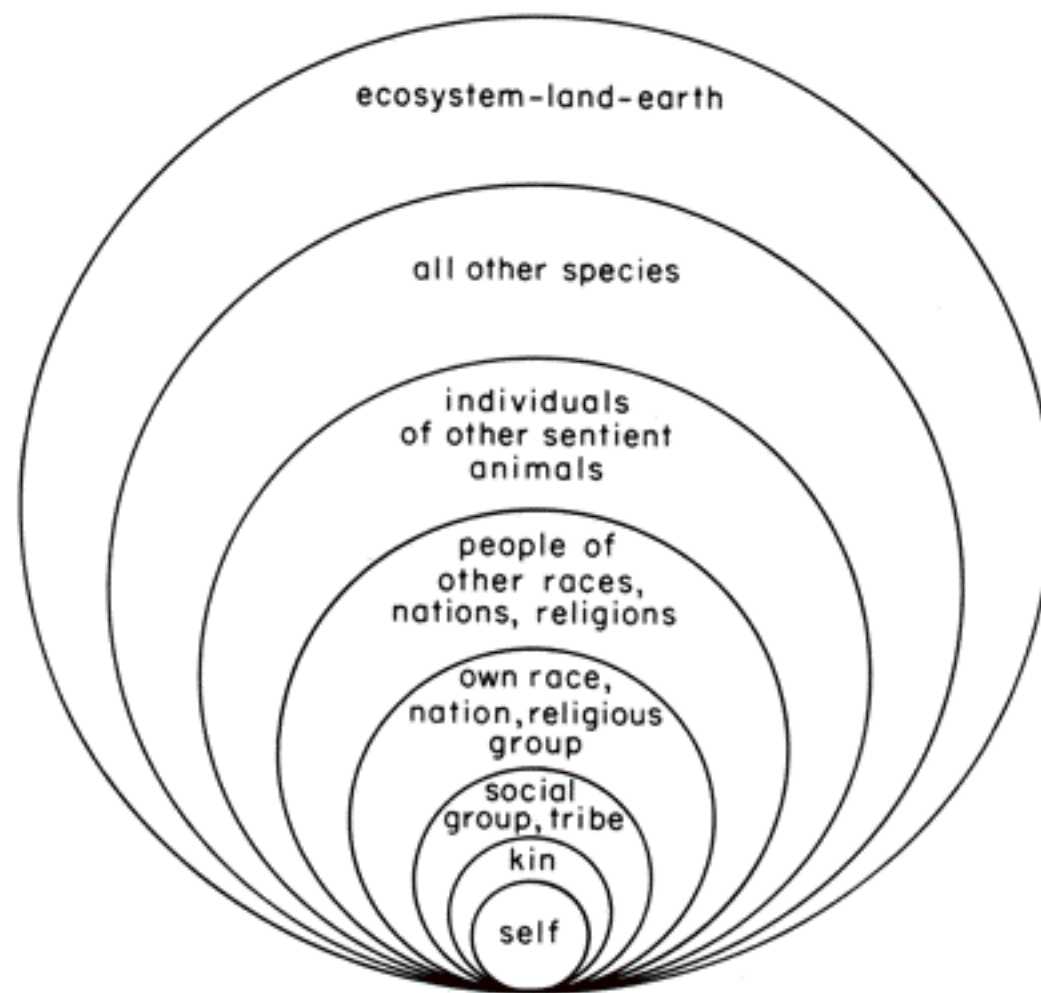 ecosystem-land-earth
all other species
individuals
of other sentient
animals
people of
other races,
nations, religions
own race,
nation, religious
group
social
group, tribe
kin
self